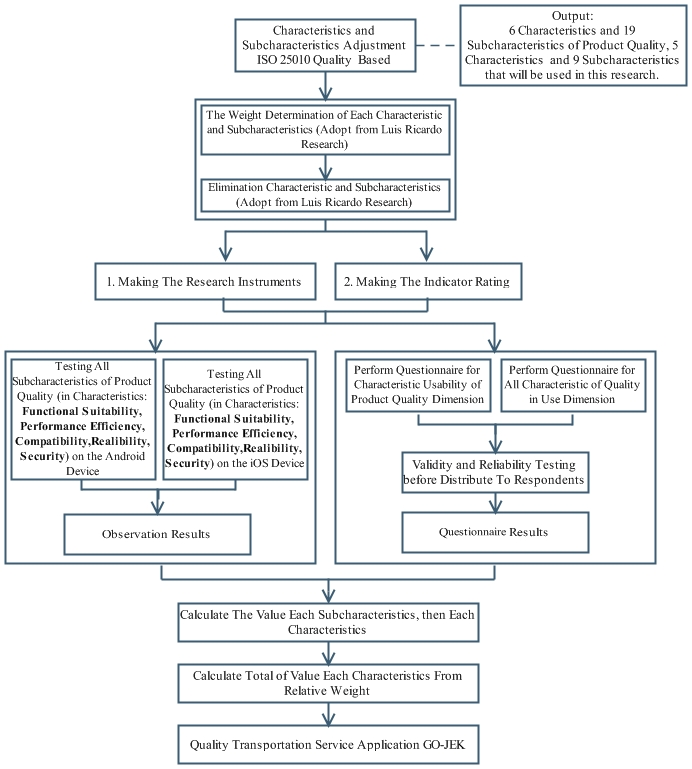 Characteristics and
Subcharacteristics Adjustment
ISO 25010 Quality Based
Output:
6 Characteristics and 19
Subcharacteristics of Product Quality, 5
Characteristics and 9 Subcharacteristics
that will be used in this research.
The Weight Determination of Each Characteristic
and Subcharacteristics (Adopt from Luis Ricardo
Research)
Elimination Characteristic and Subcharacteristics
(Adopt from Luis Ricardo Research)
1. Making The Research Instruments
2. Making The Indicator Rating
Testing All
Subcharacteristics of Product
Quality (in Characteristics:
Functional Suitability,
Performance Efficiency,
Compatibility,Realibility,
Security) on the Android
Device
Testing All
Subcharacteristics of Product
Quality (in Characteristics:
Functional Suitability,
Performance Efficiency,
Compatibility,Realibility,
Security) on the iOS Device
Observation Results
Perform Questionnaire for
Characteristic Usability of
Product Quality Dimension
Perform Questionnaire for
All Characteristic of Quality
in Use Dimension
Validity and Reliability Testing
before Distribute To Respondents
Questionnaire Results
Calculate The Value Each Subcharacteristics, then Each
Characteristics
Calculate Total of Value Each Characteristics From
Relative Weight
Quality Transportation Service Application GO-JEK